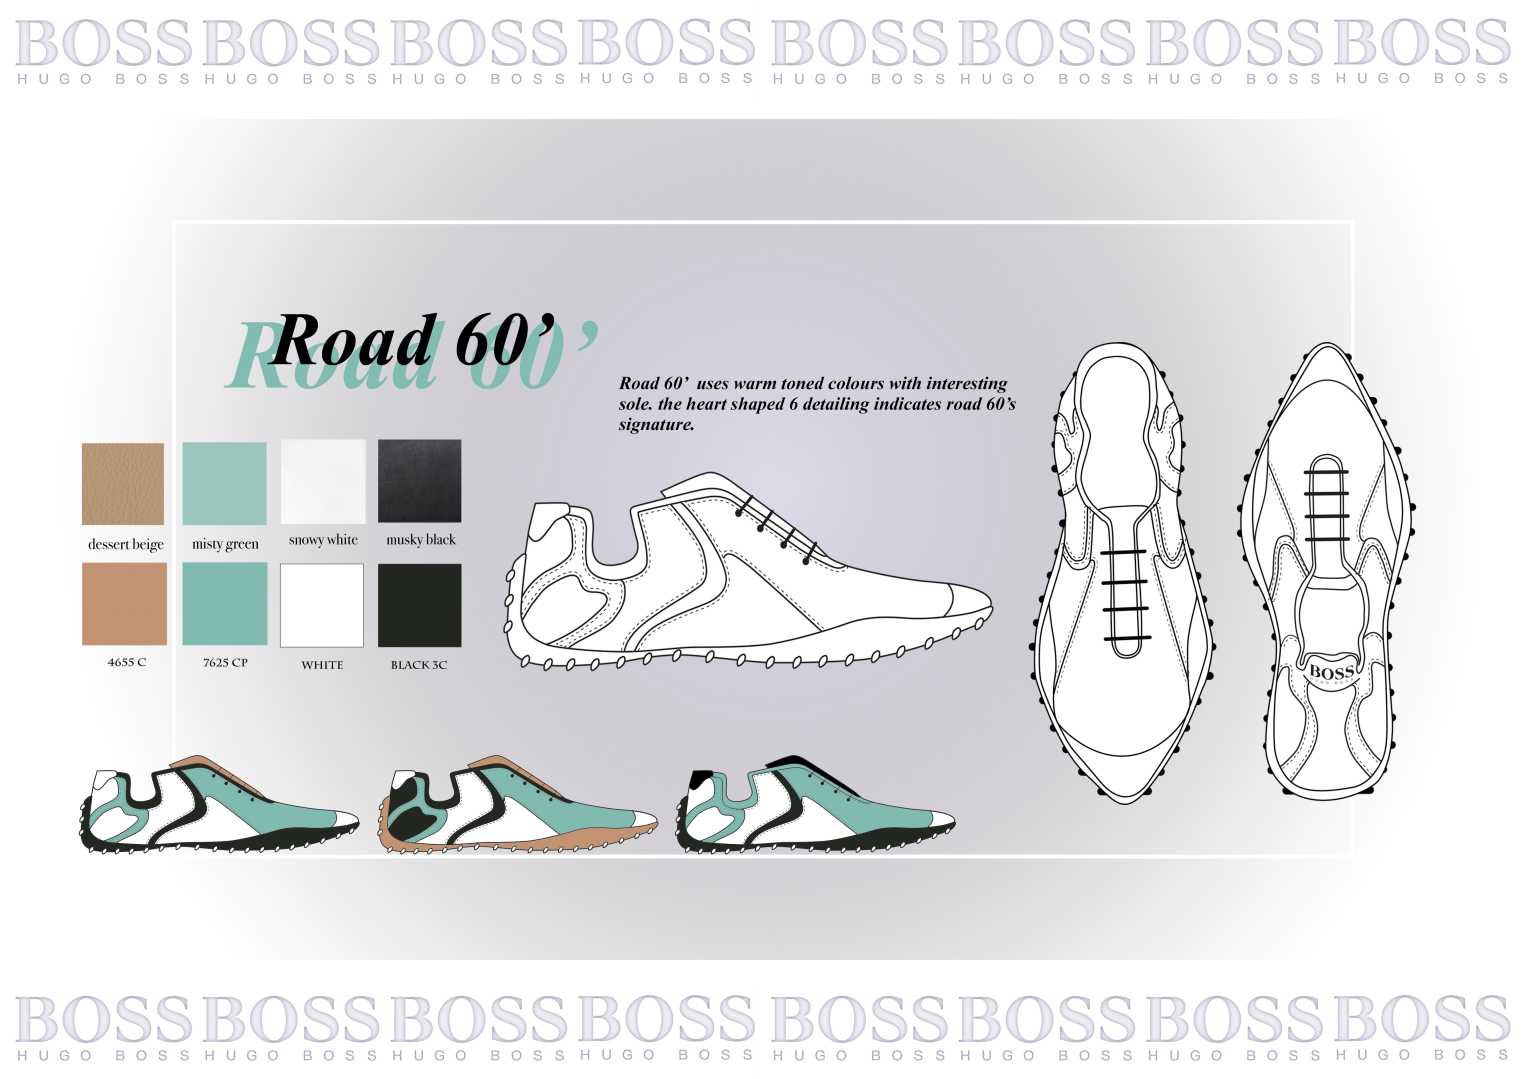 BOSS BOSS BOSS BOSS BOSS BOSS BOSS BOSS
HUGO BOSS HUGO BOSS HUGO BOSS HUGO BOSS HUGO BOSS HUGO BOSS HUGO BOSS HUGO BOSS
Road 60’
Road 60’
Road 60’ uses warm toned colours with interesting
sole. the heart shaped 6 detailing indicates road 60’s
signature.
dessert beige misty green snowy white musky black
4655 C 7625 CP WHITE BLACK 3C
BOSS
BOSS BOSS BOSS BOSS BOSS BOSS BOSS BOSS
HUGO BOSS HUGO BOSS HUGO BOSS HUGO BOSS HUGO BOSS HUGO BOSS HUGO BOSS HUGO BOSS